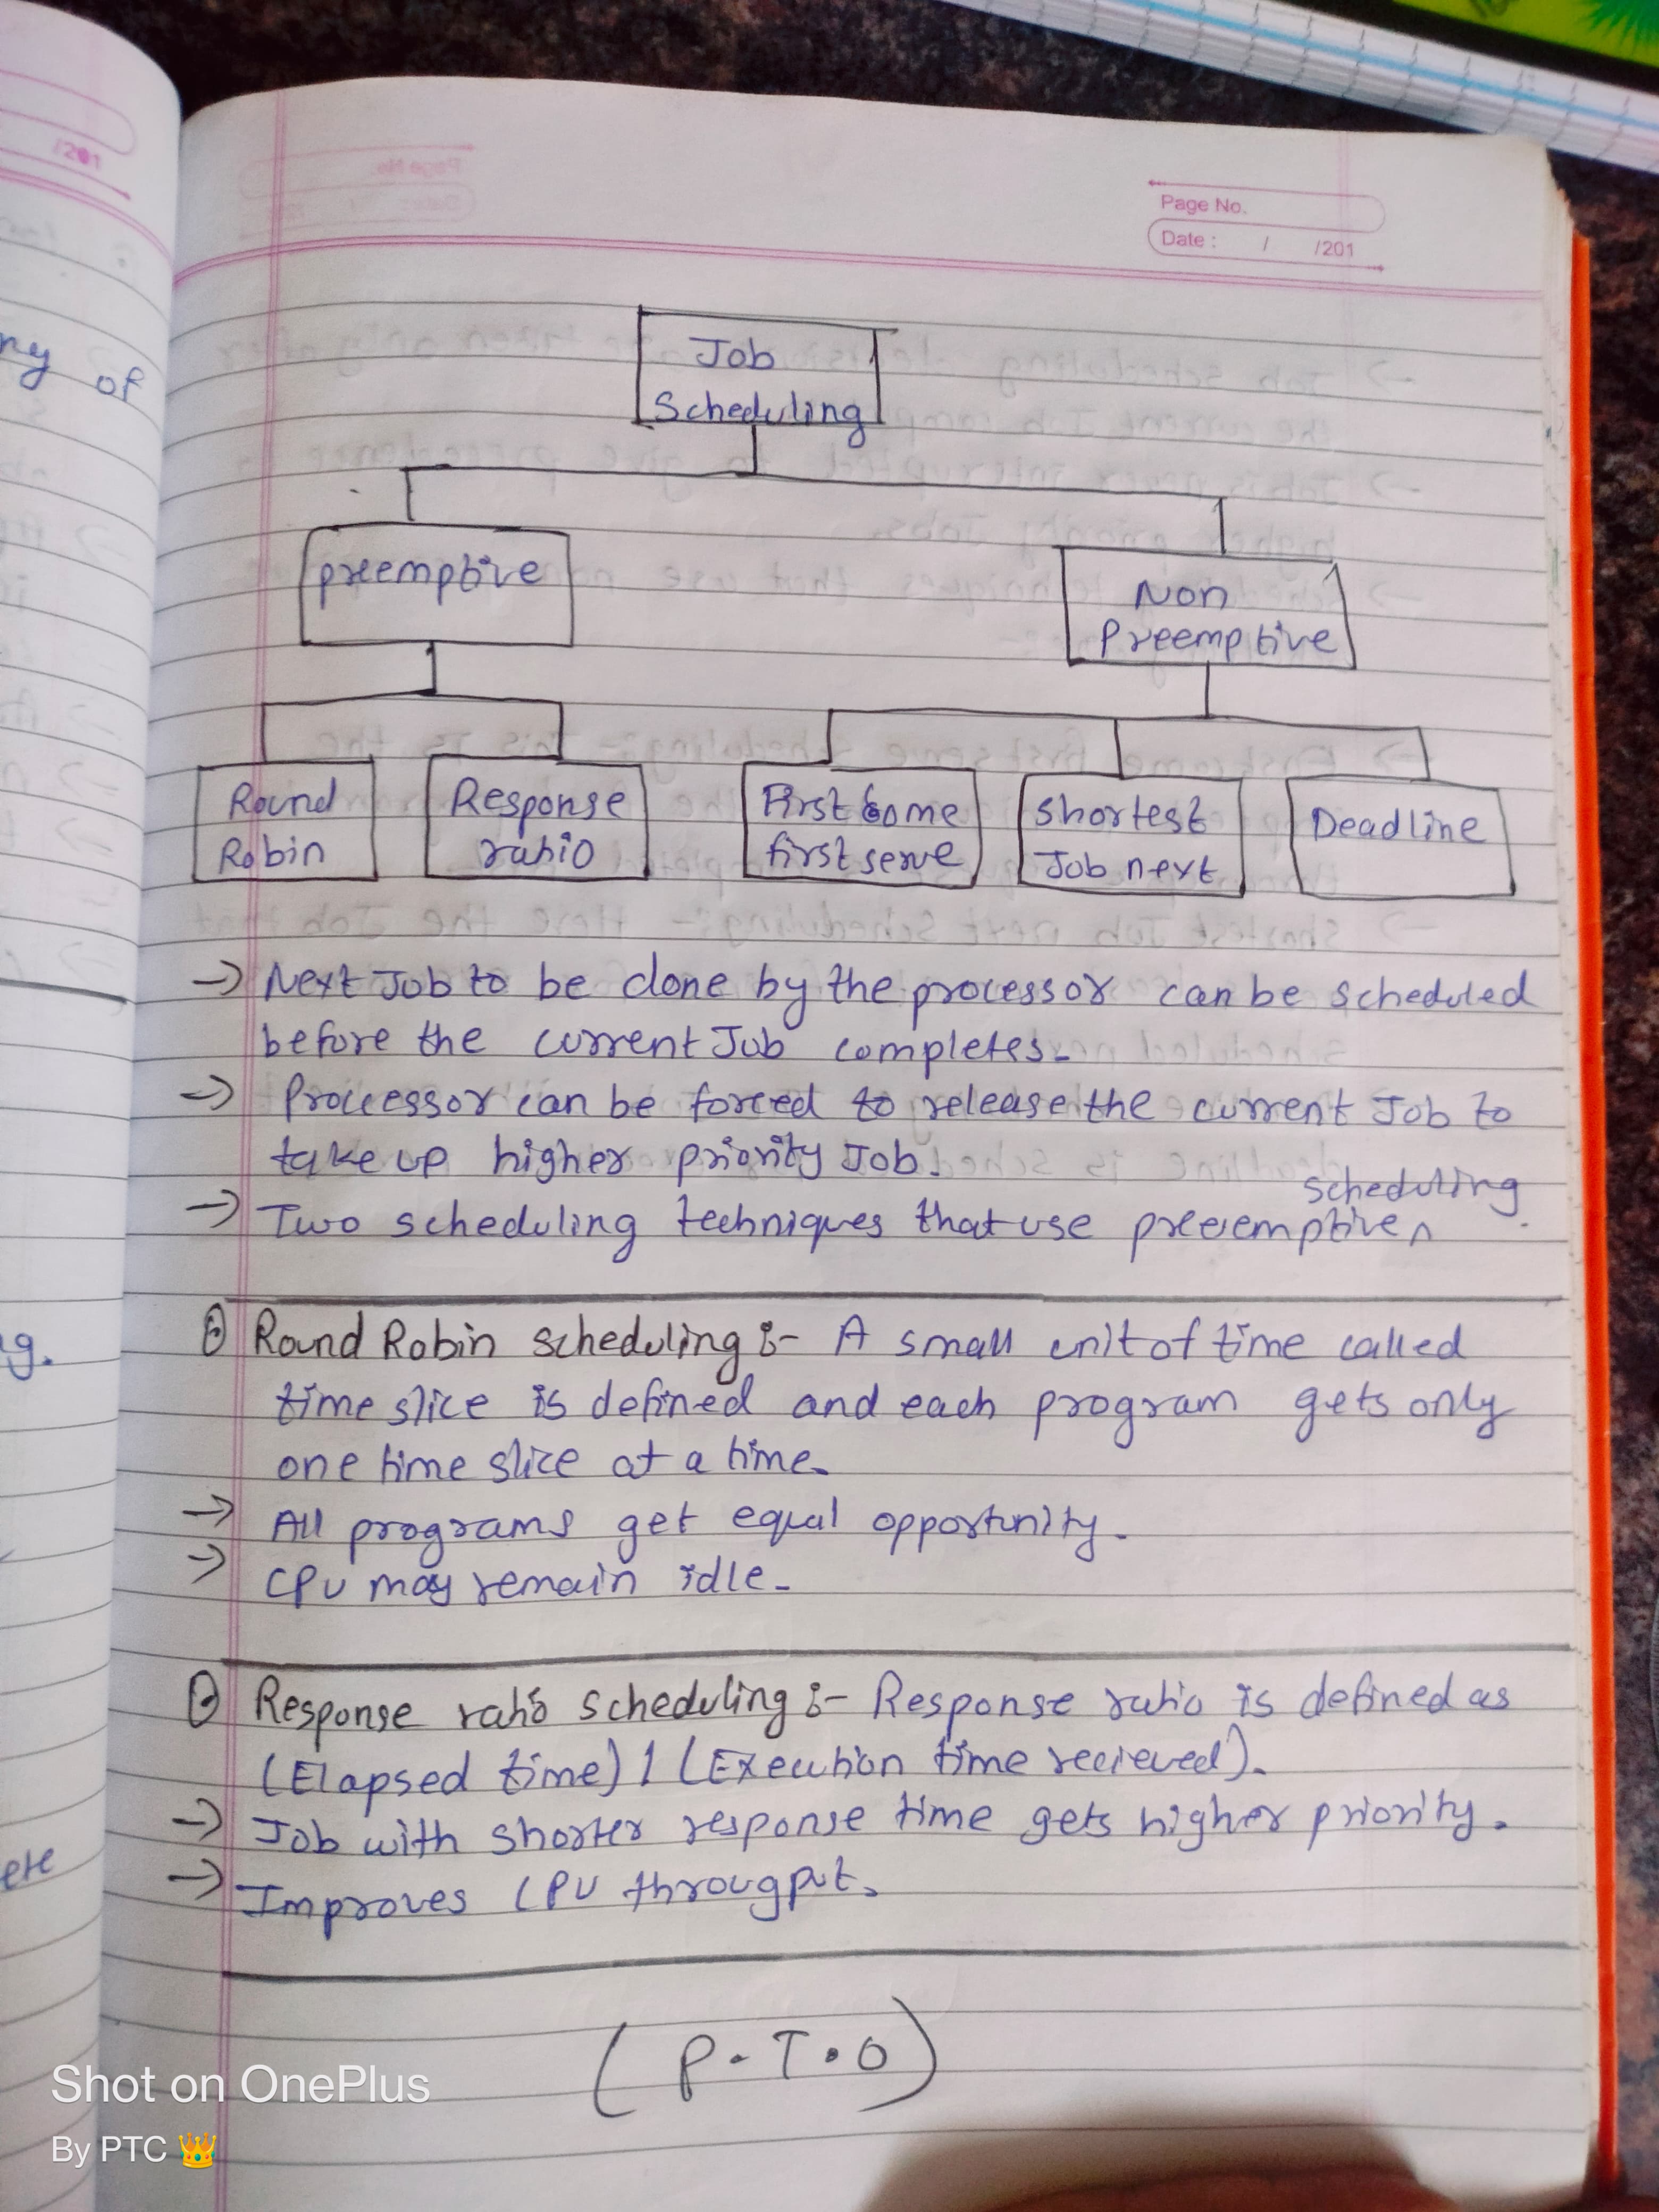 /201
Page No.
Date : / /201
ny of
Job
Scheduling
preemptive
Non
Preemptive
Round
Robin
Response
ratio
First Come
first serve
shortest
Job next
Deadline
-> Next Job to be done by the processor can be scheduled
before the current Job completes.
-> Processor can be forced to release the current Job to
take up higher priority Job.
scheduling
-> Two scheduling techniques that use preeemptive^.
Round Robin scheduling :- A small unit of time called
time slice is defined and each program gets only
one time slice at a time.
-> All programs get equal opportunity.
-> CPU may remain idle.
Response ratio scheduling :- Response ratio is defined as
(Elapsed time) / (Execution time recieved).
-> Job with shorter response time gets higher priority.
-> Improves CPU througput.
(P.T.O)
g.
ete
Shot on OnePlus
By PTC 👑